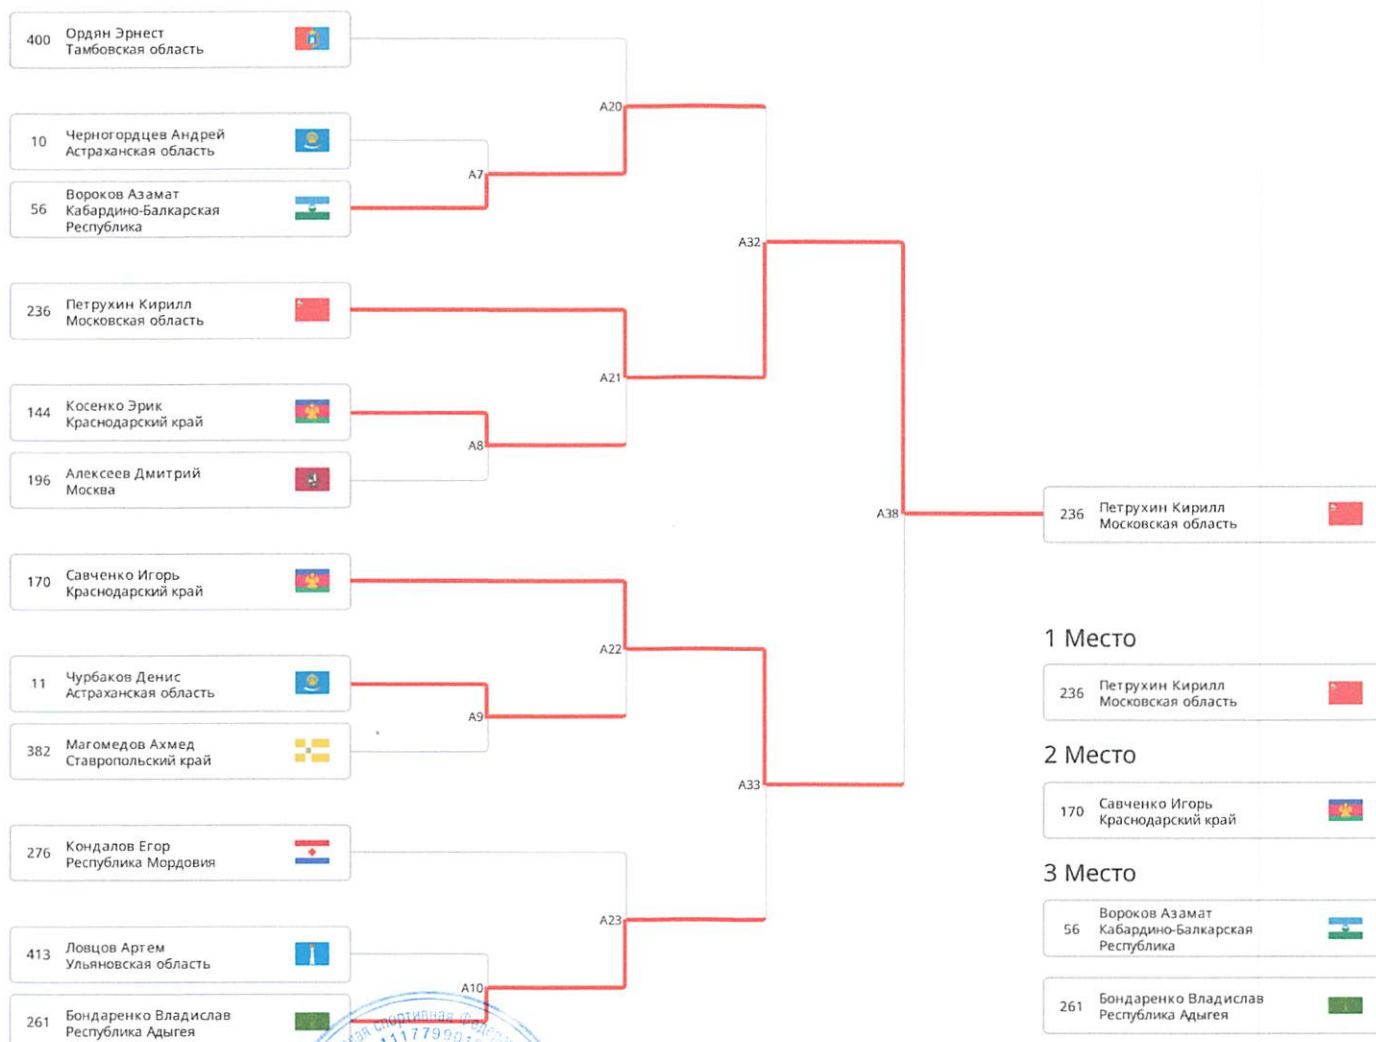 400 Ордян Эрнест
Тамбовская область
A20
10 Черногордцев Андрей
Астраханская область
A7
56 Вороков Азамат
Кабардино-Балкарская
Республика
A32
236 Петрухин Кирилл
Московская область
A21
144 Косенко Эрик
Краснодарский край
A8
196 Алексеев Дмитрий
Москва
A38
236 Петрухин Кирилл
Московская область
170 Савченко Игорь
Краснодарский край
A22
11 Чурбаков Денис
Астраханская область
A9
382 Магомедов Ахмед
Ставропольский край
A33
276 Кондалов Егор
Республика Мордовия
A23
413 Ловцов Артем
Ульяновская область
A10
261 Бондаренко Владислав
Республика Адыгея
1 Место
236 Петрухин Кирилл
Московская область
2 Место
170 Савченко Игорь
Краснодарский край
3 Место
56 Вороков Азамат
Кабардино-Балкарская
Республика
261 Бондаренко Владислав
Республика Адыгея
спортивная